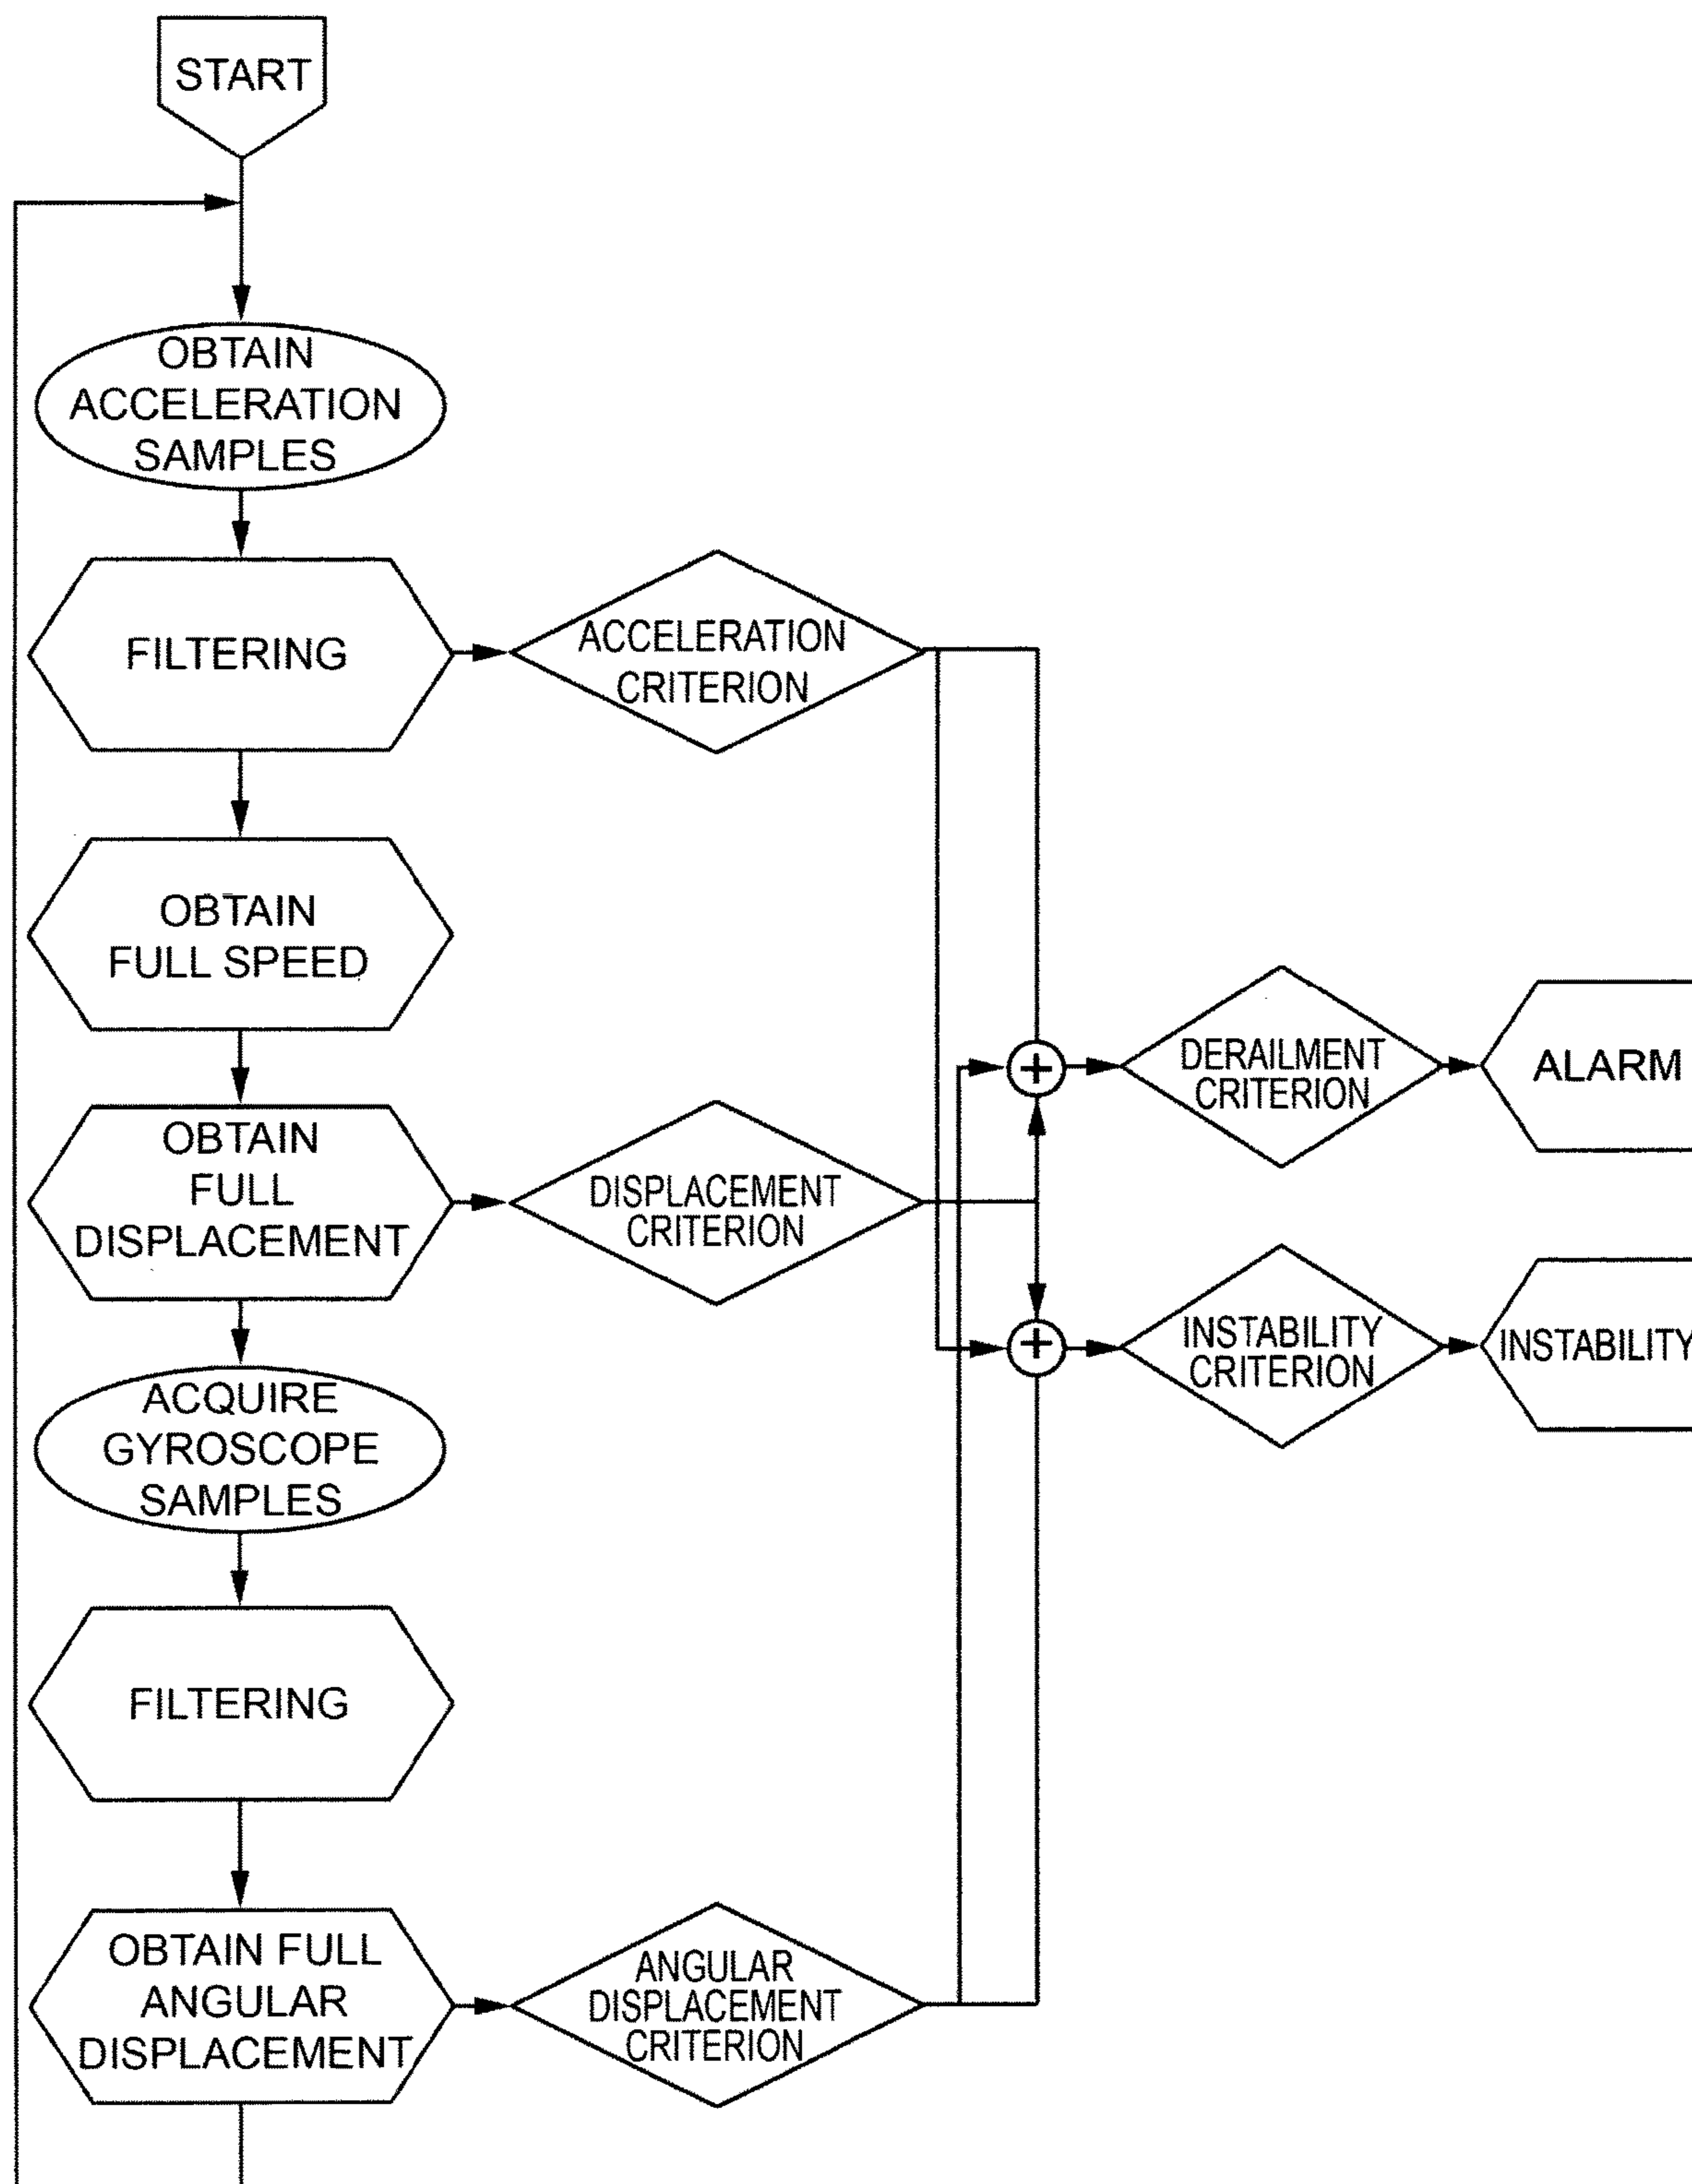 START
OBTAIN
ACCELERATION
SAMPLES
FILTERING
ACCELERATION
CRITERION
OBTAIN
FULL SPEED
DERAILMENT
CRITERION
ALARM
OBTAIN
FULL
DISPLACEMENT
DISPLACEMENT
CRITERION
INSTABILITY
CRITERION
INSTABILITY
ACQUIRE
GYROSCOPE
SAMPLES
FILTERING
OBTAIN FULL
ANGULAR
DISPLACEMENT
ANGULAR
DISPLACEMENT
CRITERION
+
+